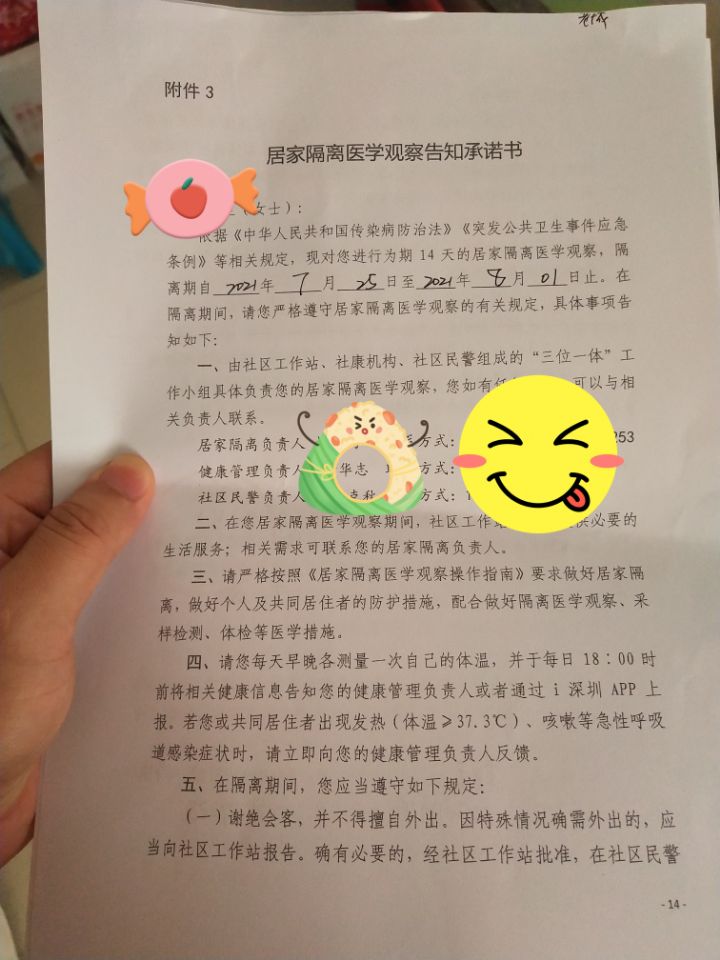 附件 3
居家隔离医学观察告知承诺书
（女士）：
依据《中华人民共和国传染病防治法》《突发公共卫生事件应急
条例》等相关规定，现对您进行为期 14 天的居家隔离医学观察，隔
离期自 2021 年 7 月 25 日至 2021 年 8 月 01 日止。在
隔离期间，请您严格遵守居家隔离医学观察的有关规定，具体事项告
知如下：
一、由社区工作站、社康机构、社区民警组成的“三位一体”工
作小组具体负责您的居家隔离医学观察，您如有 可以与相
关负责人联系。
居家隔离负责人 方式： 253
健康管理负责人 华志 方式：
社区民警负责人 方式：
二、在您居家隔离医学观察期间，社区工作站 供必要的
生活服务；相关需求可联系您的居家隔离负责人。
三、请严格按照《居家隔离医学观察操作指南》要求做好居家隔
离，做好个人及共同居住者的防护措施，配合做好隔离医学观察、采
样检测、体检等医学措施。
四、请您每天早晚各测量一次自己的体温，并于每日 18：00 时
前将相关健康信息告知您的健康管理负责人或者通过 i 深圳 APP 上
报。若您或共同居住者出现发热（体温≥37.3℃）、咳嗽等急性呼吸
道感染症状时，请立即向您的健康管理负责人反馈。
五、在隔离期间，您应当遵守如下规定：
（一）谢绝会客，并不得擅自外出。因特殊情况确需外出的，应
当向社区工作站报告。确有必要的，经社区工作站批准，在社区民警
- 14 -